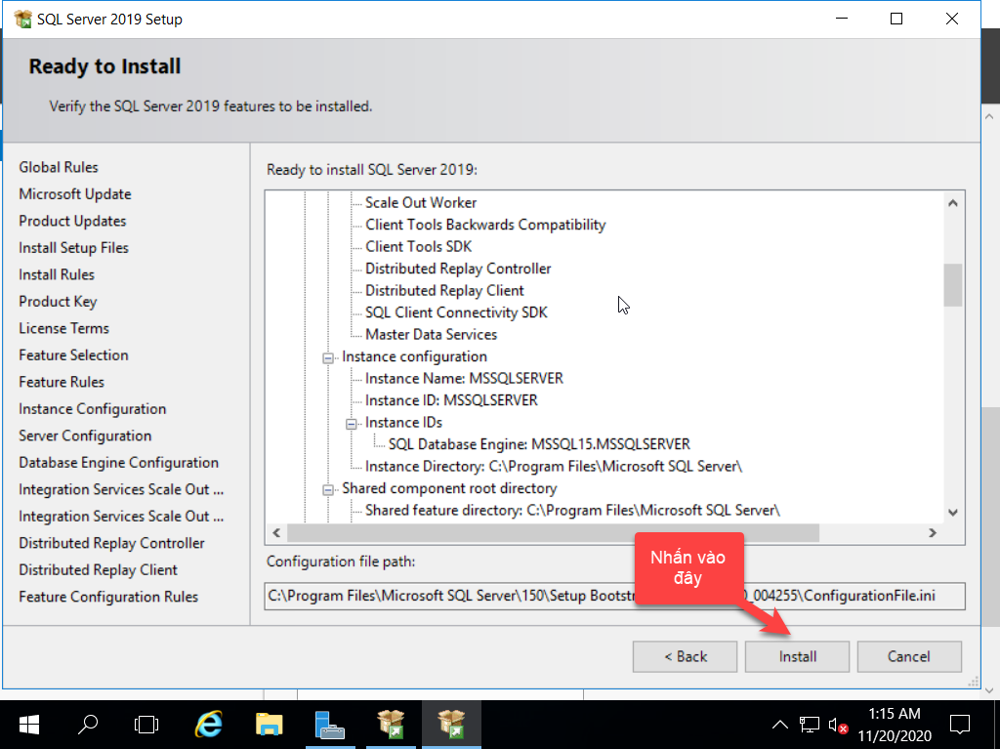 SQL Server 2019 Setup
Ready to Install
Verify the SQL Server 2019 features to be installed.
Global Rules
Microsoft Update
Product Updates
Install Setup Files
Install Rules
Product Key
License Terms
Feature Selection
Feature Rules
Instance Configuration
Server Configuration
Database Engine Configuration
Integration Services Scale Out ...
Integration Services Scale Out ...
Distributed Replay Controller
Distributed Replay Client
Feature Configuration Rules
Ready to install SQL Server 2019:
Scale Out Worker
Client Tools Backwards Compatibility
Client Tools SDK
Distributed Replay Controller
Distributed Replay Client
SQL Client Connectivity SDK
Master Data Services
Instance configuration
Instance Name: MSSQLSERVER
Instance ID: MSSQLSERVER
Instance IDs
SQL Database Engine: MSSQL15.MSSQLSERVER
Instance Directory: C:\Program Files\Microsoft SQL Server\
Shared component root directory
Shared feature directory: C:\Program Files\Microsoft SQL Server\
Configuration file path:
C:\Program Files\Microsoft SQL Server\150\Setup Bootst 0_004255\ConfigurationFile.ini
Nhấn vào
đây
< Back
Install
Cancel
1:15 AM
11/20/2020